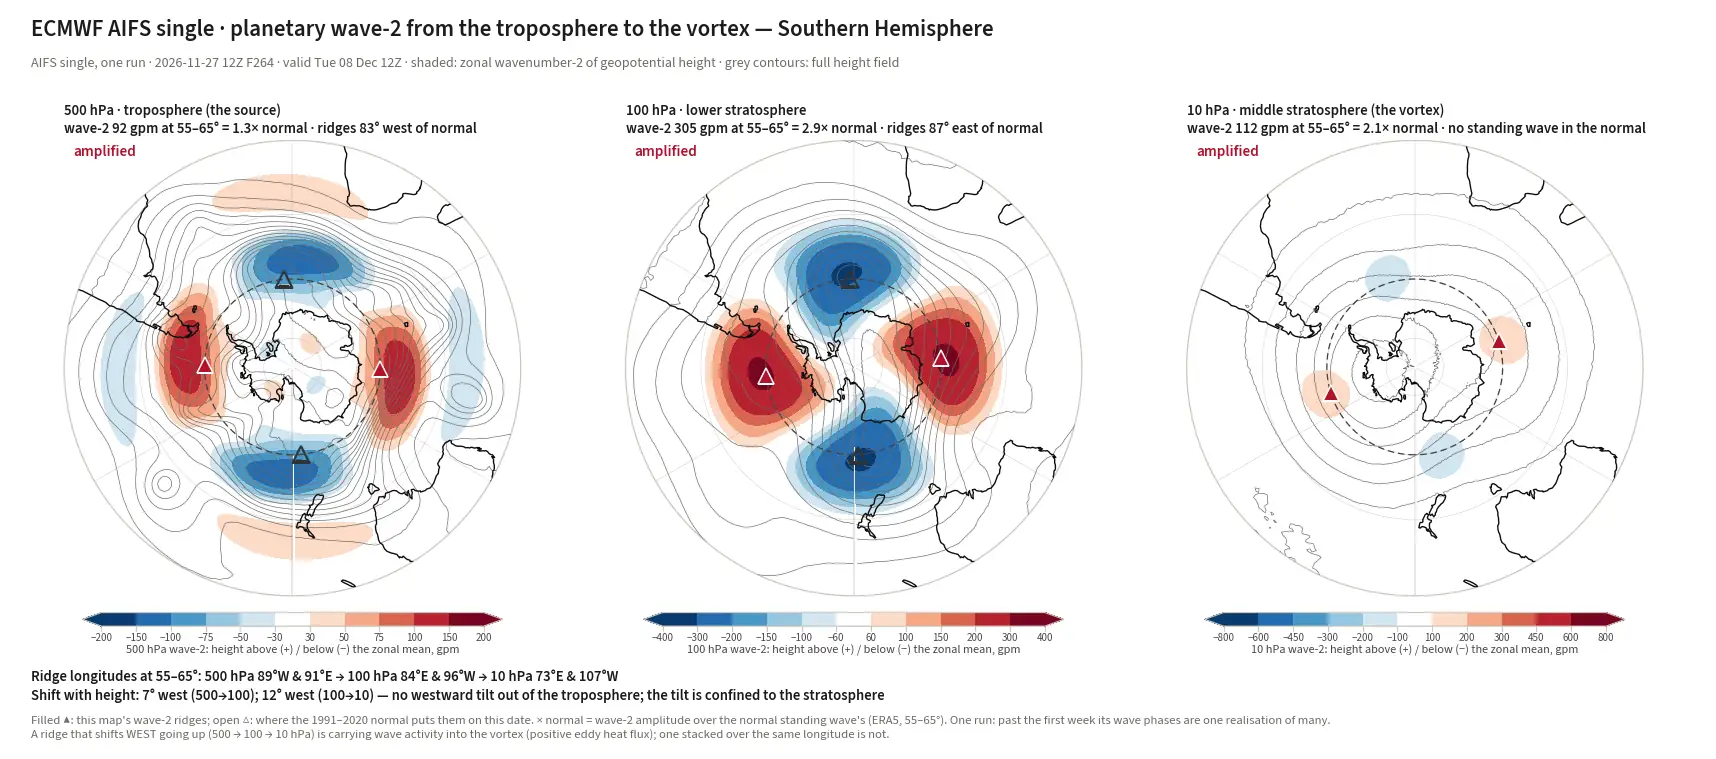 ECMWF AIFS single · planetary wave-2 from the troposphere to the vortex — Southern Hemisphere
AIFS single, one run · 2026-11-27 12Z F264 · valid Tue 08 Dec 12Z · shaded: zonal wavenumber-2 of geopotential height · grey contours: full height field
500 hPa · troposphere (the source)
wave-2 92 gpm at 55–65° = 1.3× normal · ridges 83° west of normal
amplified
100 hPa · lower stratosphere
wave-2 305 gpm at 55–65° = 2.9× normal · ridges 87° east of normal
amplified
10 hPa · middle stratosphere (the vortex)
wave-2 112 gpm at 55–65° = 2.1× normal · no standing wave in the normal
amplified
−200 −150 −100 −75 −50 −30 30 50 75 100 150 200
500 hPa wave-2: height above (+) / below (−) the zonal mean, gpm
−400 −300 −200 −150 −100 −60 60 100 150 200 300 400
100 hPa wave-2: height above (+) / below (−) the zonal mean, gpm
−800 −600 −450 −300 −200 −100 100 200 300 450 600 800
10 hPa wave-2: height above (+) / below (−) the zonal mean, gpm
Ridge longitudes at 55–65°: 500 hPa 89°W & 91°E → 100 hPa 84°E & 96°W → 10 hPa 73°E & 107°W
Shift with height: 7° west (500→100); 12° west (100→10) — no westward tilt out of the troposphere; the tilt is confined to the stratosphere
Filled ▲: this map's wave-2 ridges; open △: where the 1991–2020 normal puts them on this date. × normal = wave-2 amplitude over the normal standing wave's (ERA5, 55–65°). One run: past the first week its wave phases are one realisation of many.
A ridge that shifts WEST going up (500 → 100 → 10 hPa) is carrying wave activity into the vortex (positive eddy heat flux); one stacked over the same longitude is not.